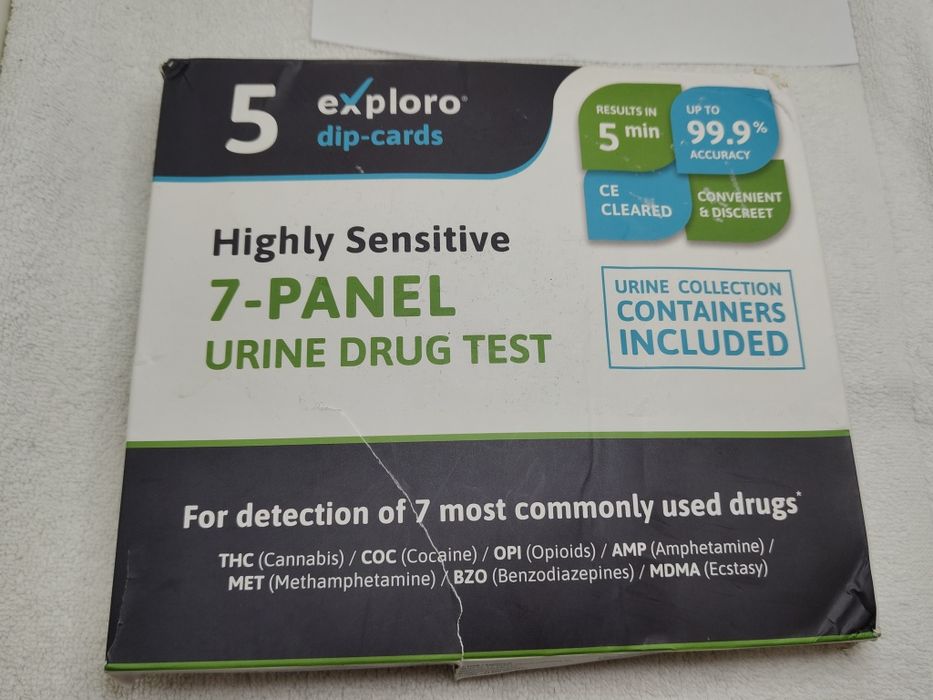 5
exploro®
dip-cards
RESULTS IN
5 min
UP TO
99.9%
ACCURACY
CE
CLEARED
CONVENIENT
& DISCREET
Highly Sensitive
7-PANEL
URINE DRUG TEST
URINE COLLECTION
CONTAINERS
INCLUDED
For detection of 7 most commonly used drugs*
THC (Cannabis) / COC (Cocaine) / OPI (Opioids) / AMP (Amphetamine) /
MET (Methamphetamine) / BZO (Benzodiazepines) / MDMA (Ecstasy)